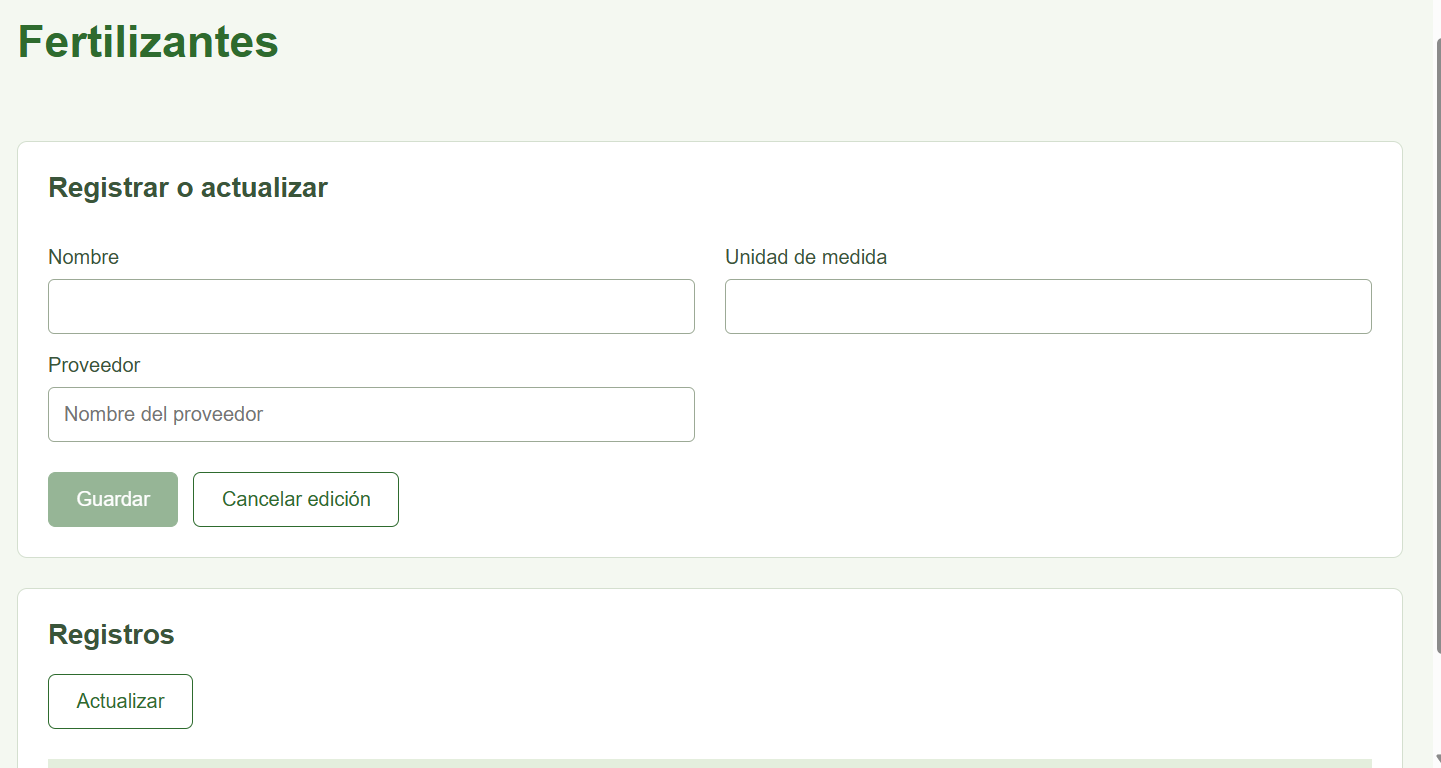 Fertilizantes
Registrar o actualizar
Nombre
Unidad de medida
Proveedor
Nombre del proveedor
Guardar
Cancelar edición
Registros
Actualizar